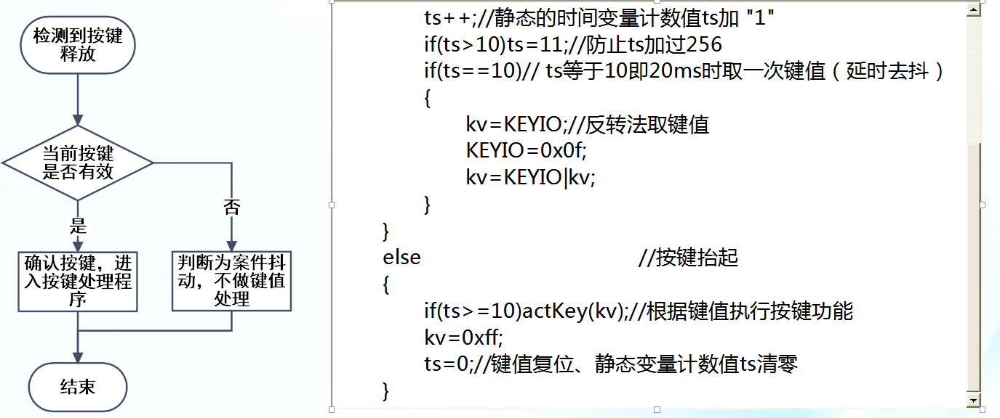 检测到按键
释放
当前按键
是否有效
是
否
确认按键，进
入按键处理程
序
判断为案件抖
动，不做键值
处理
结束
ts++;//静态的时间变量计数值ts加 "1"
if(ts>10)ts=11;//防止ts加过256
if(ts==10)// ts等于10即20ms时取一次键值（延时去抖）
{
kv=KEYIO;//反转法取键值
KEYIO=0x0f;
kv=KEYIO|kv;
}
}
else //按键抬起
{
if(ts>=10)actKey(kv);//根据键值执行按键功能
kv=0xff;
ts=0;//键值复位、静态变量计数值ts清零
}